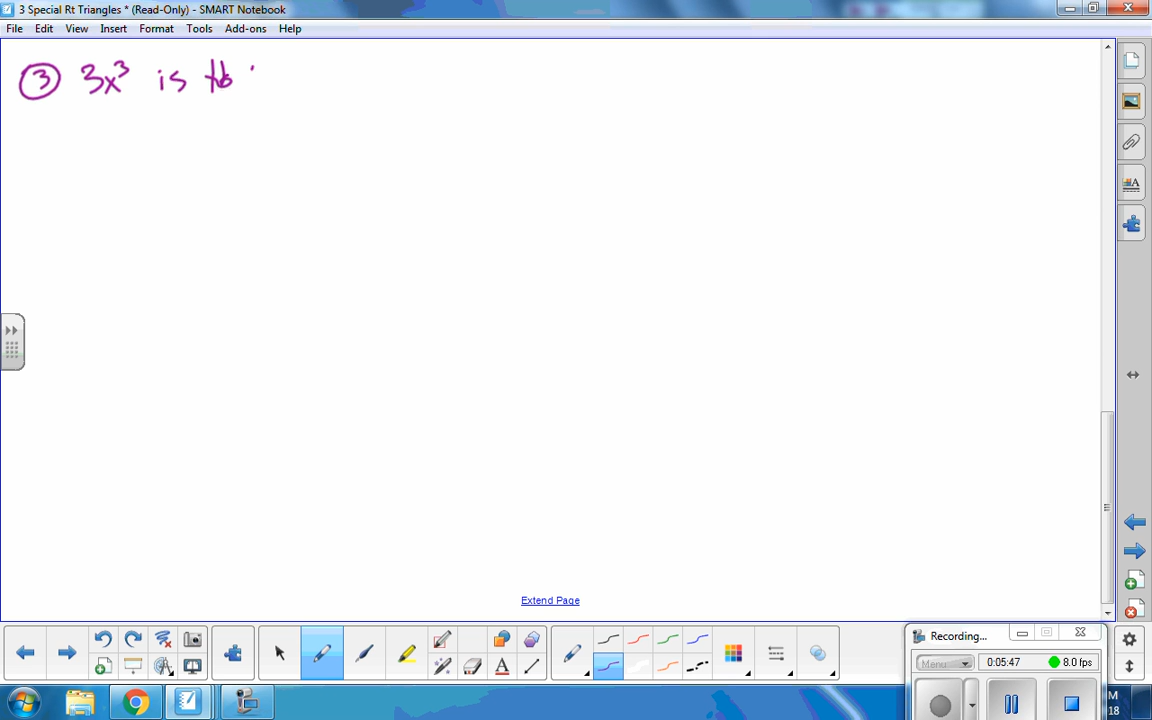 3 Special Rt Triangles * (Read-Only) - SMART Notebook
File Edit View Insert Format Tools Add-ons Help
③ 3x³ is
Extend Page
Recording...
Menu 0:05:47 8.0 fps
M
18